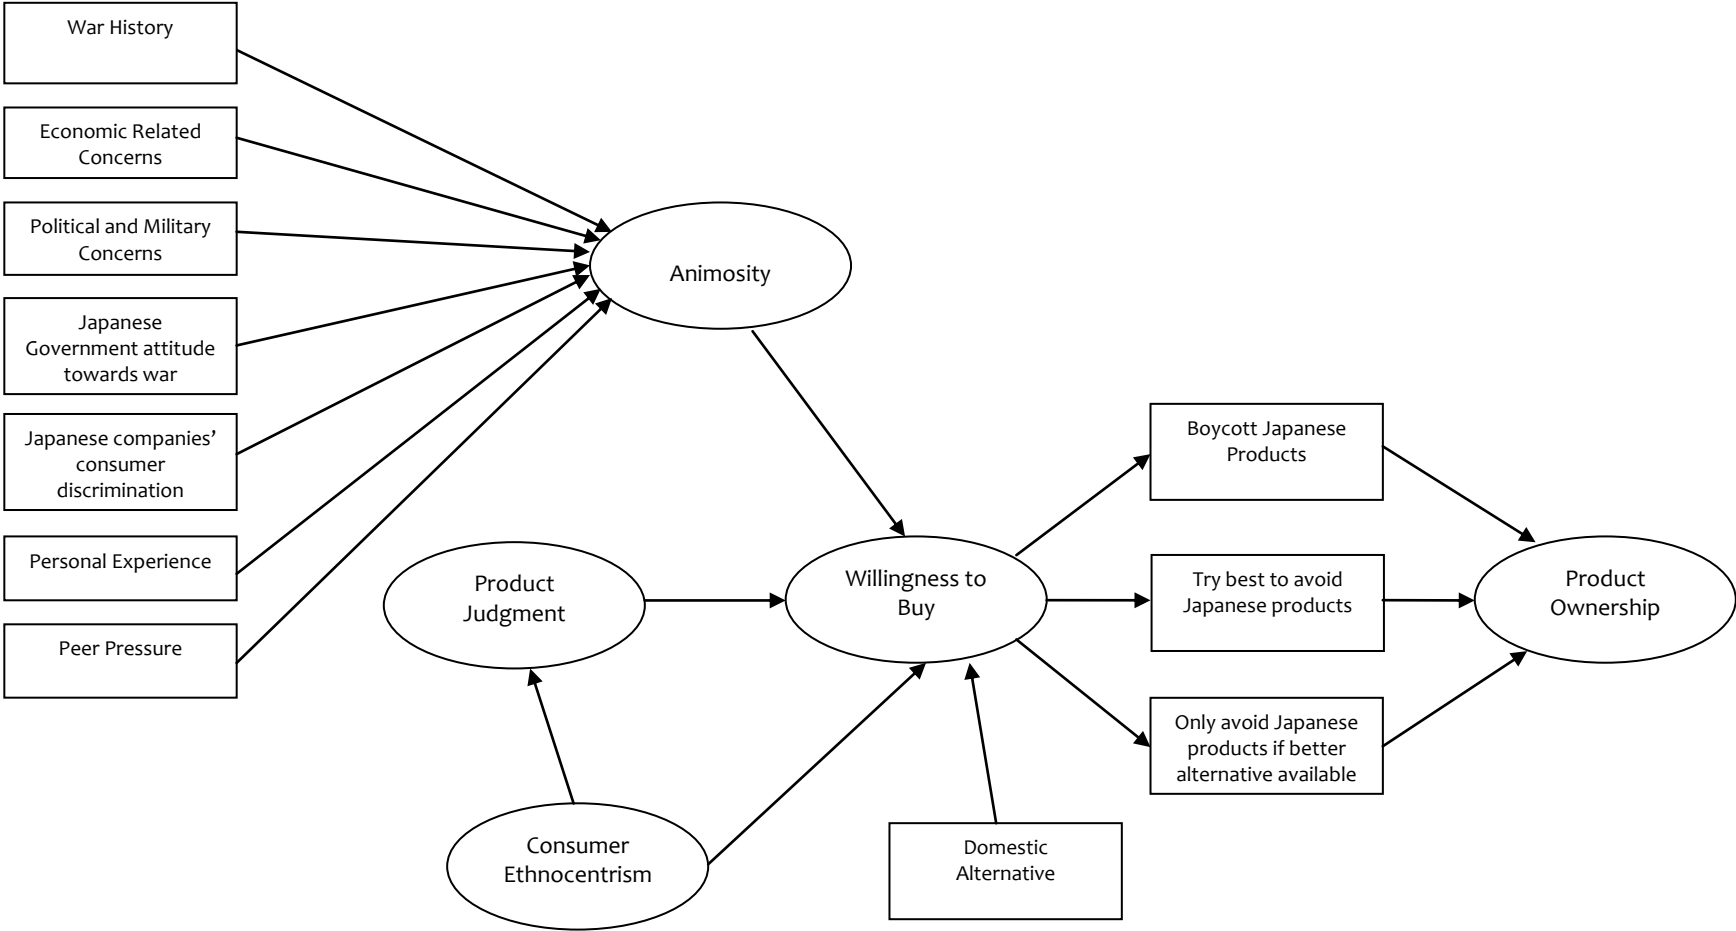 War History
Economic Related
Concerns
Political and Military
Concerns
Japanese
Government attitude
towards war
Japanese companies’
consumer
discrimination
Personal Experience
Peer Pressure
Animosity
Product
Judgment
Consumer
Ethnocentrism
Willingness to
Buy
Domestic
Alternative
Boycott Japanese
Products
Try best to avoid
Japanese products
Only avoid Japanese
products if better
alternative available
Product
Ownership